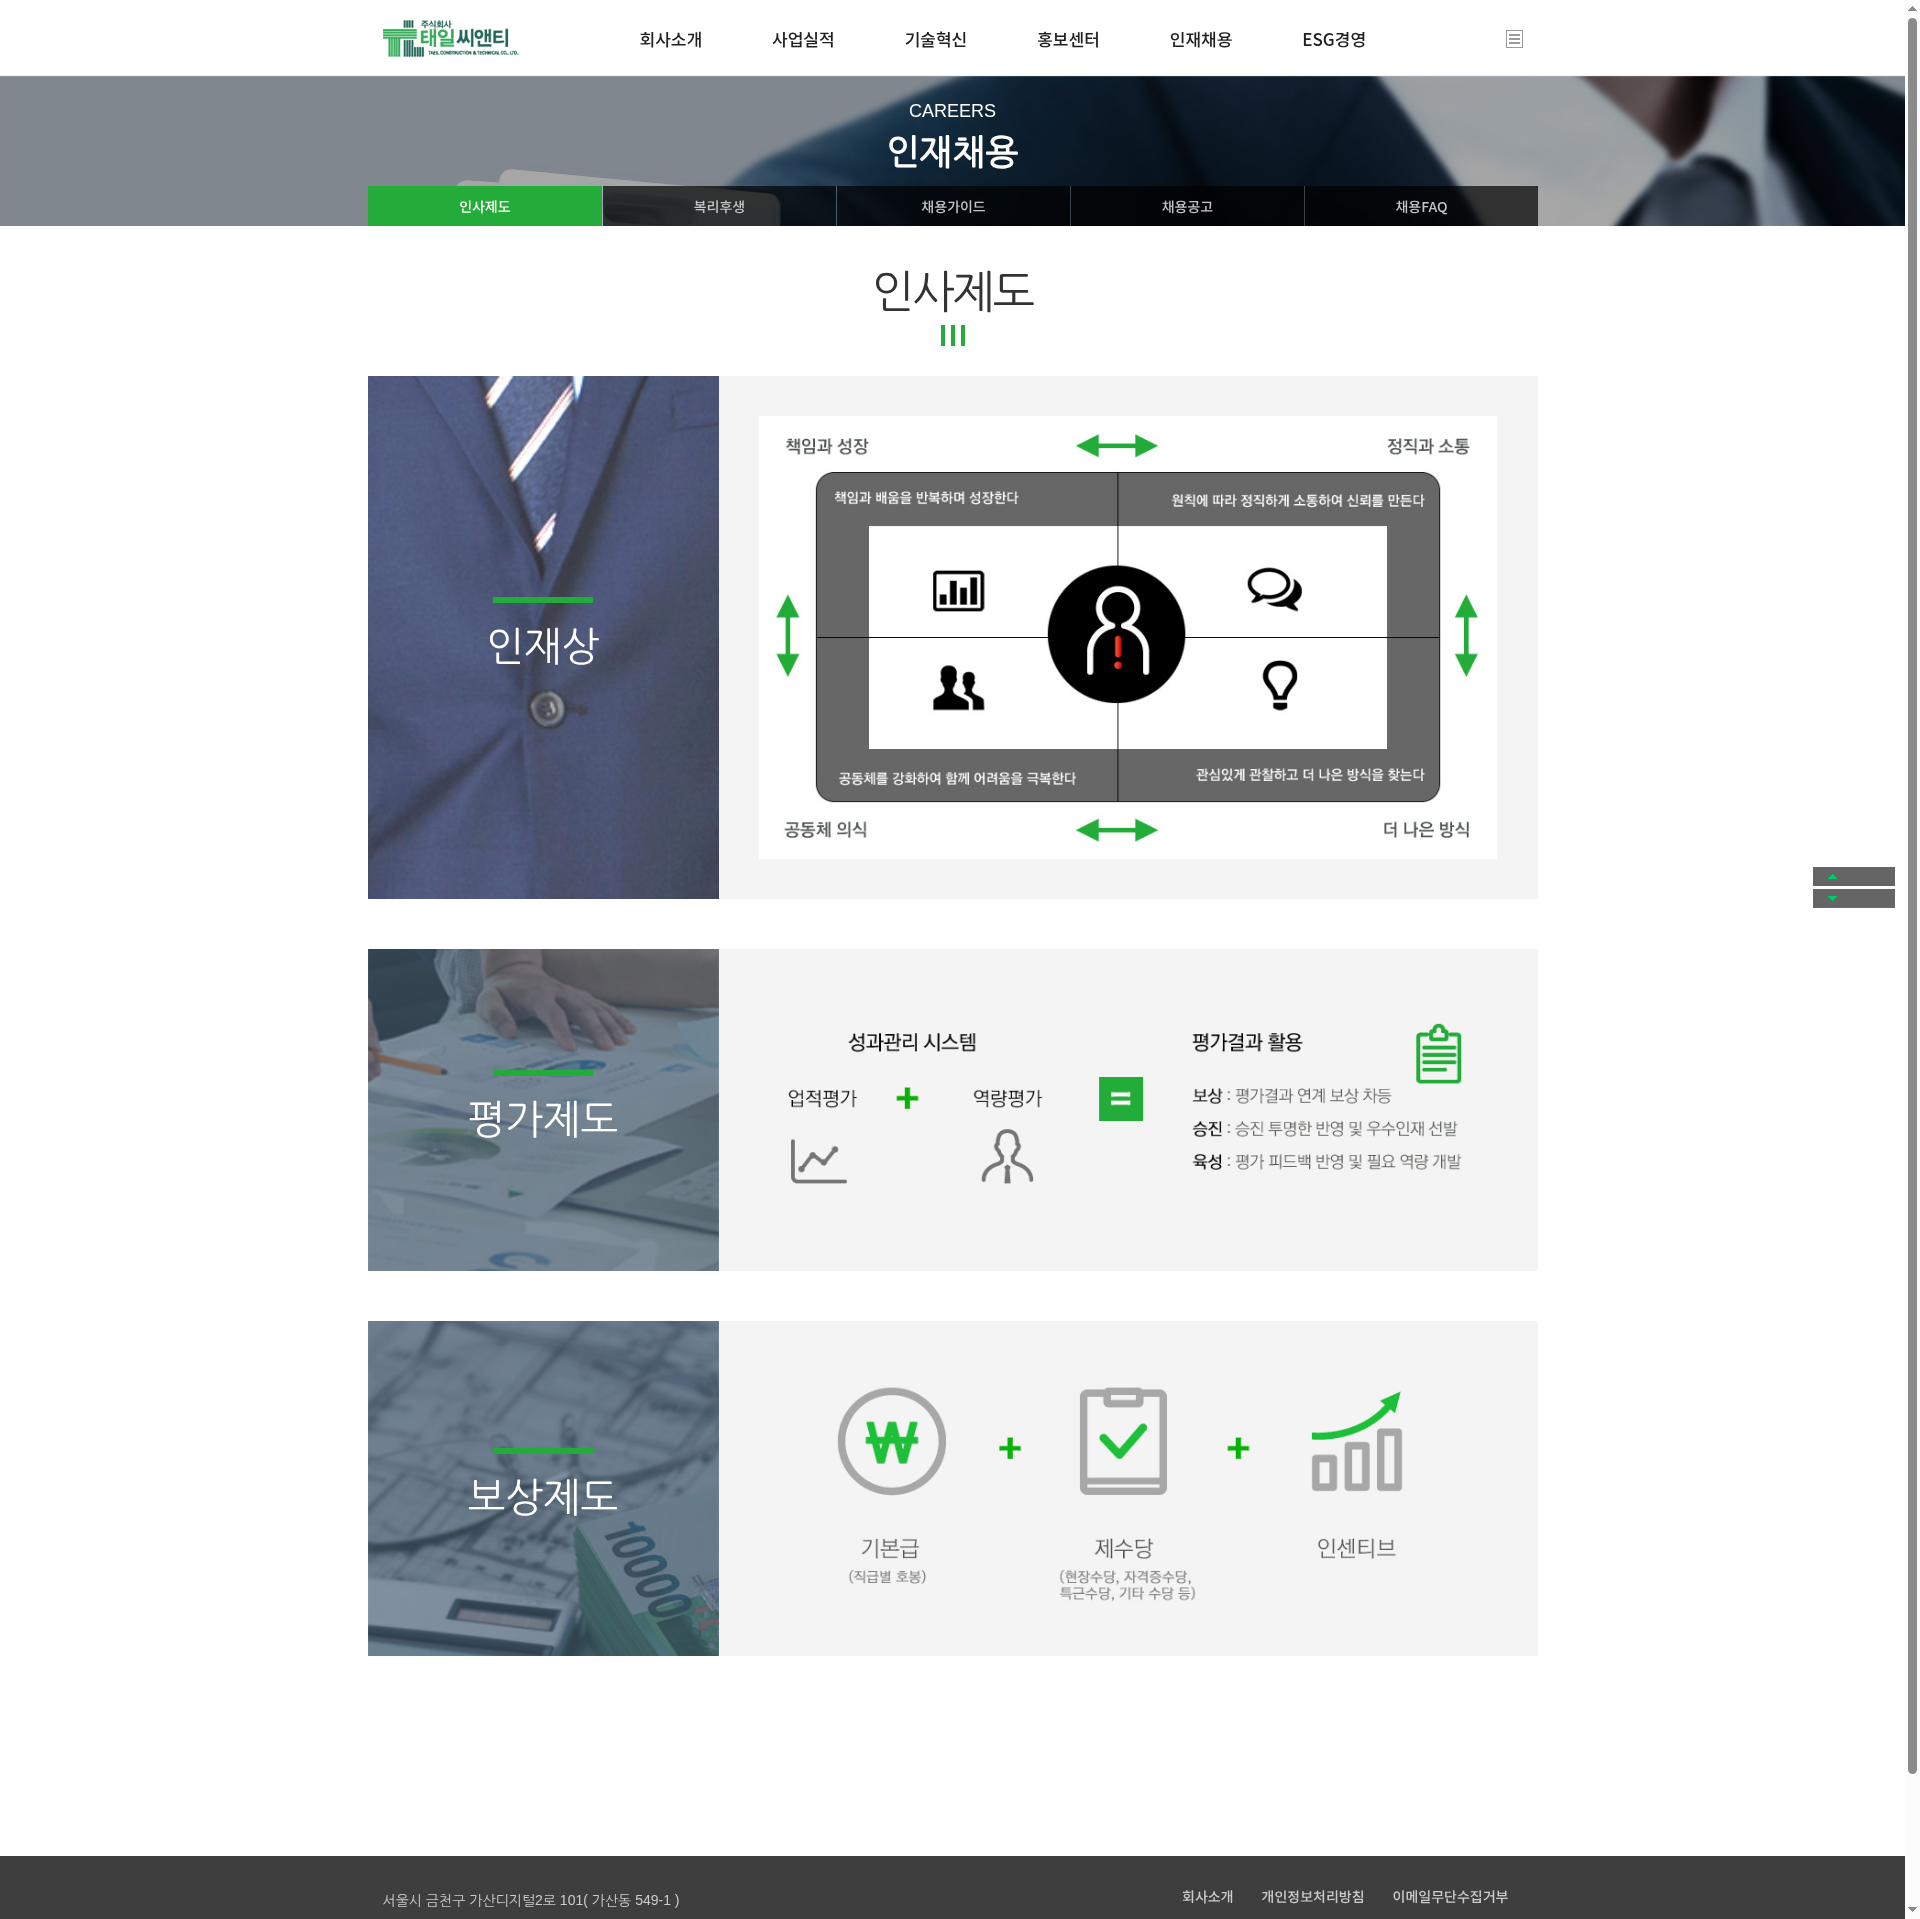 주식회사
태일씨앤티
TAEIL CONSTRUCTION & TECHNICAL CO., LTD.
회사소개
사업실적
기술혁신
홍보센터
인재채용
ESG경영
CAREERS
인재채용
인사제도
복리후생
채용가이드
채용공고
채용FAQ
인사제도
인재상
책임과 성장
정직과 소통
책임과 배움을 반복하며 성장한다
원칙에 따라 정직하게 소통하여 신뢰를 만든다
공동체를 강화하여 함께 어려움을 극복한다
관심있게 관찰하고 더 나은 방식을 찾는다
공동체 의식
더 나은 방식
평가제도
성과관리 시스템
업적평가
+
역량평가
=
평가결과 활용
보상 : 평가결과 연계 보상 차등
승진 : 승진 투명한 반영 및 우수인재 선발
육성 : 평가 피드백 반영 및 필요 역량 개발
보상제도
10000
₩
+
+
기본급
(직급별 호봉)
제수당
(현장수당, 자격증수당,
특근수당, 기타 수당 등)
인센티브
서울시 금천구 가산디지털2로 101( 가산동 549-1 )
회사소개
개인정보처리방침
이메일무단수집거부